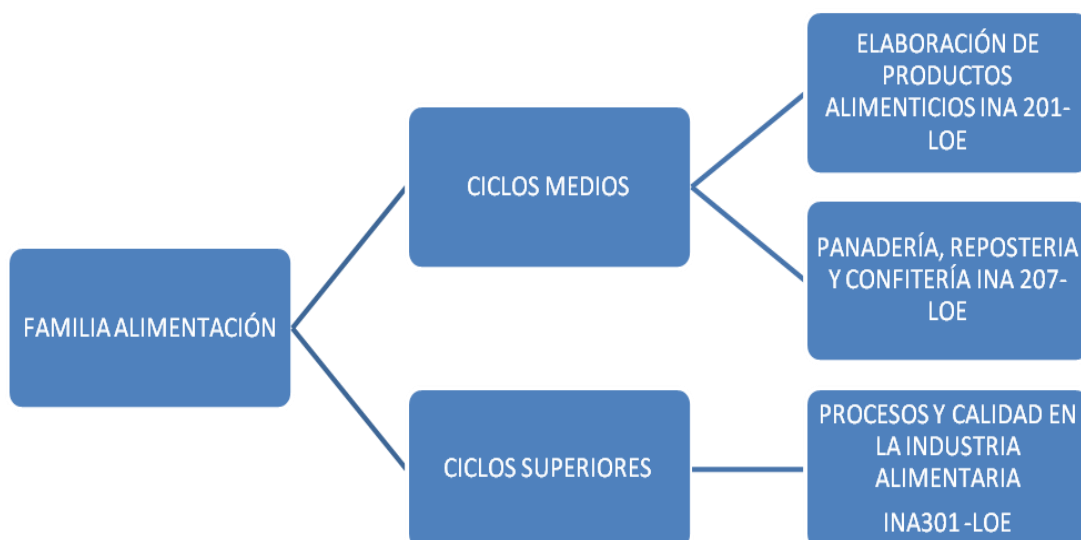 FAMILIA ALIMENTACIÓN
CICLOS MEDIOS
ELABORACIÓN DE
PRODUCTOS
ALIMENTICIOS INA 201-
LOE
PANADERÍA, REPOSTERIA
Y CONFITERÍA INA 207-
LOE
CICLOS SUPERIORES
PROCESOS Y CALIDAD EN
LA INDUSTRIA
ALIMENTARIA
INA301 -LOE